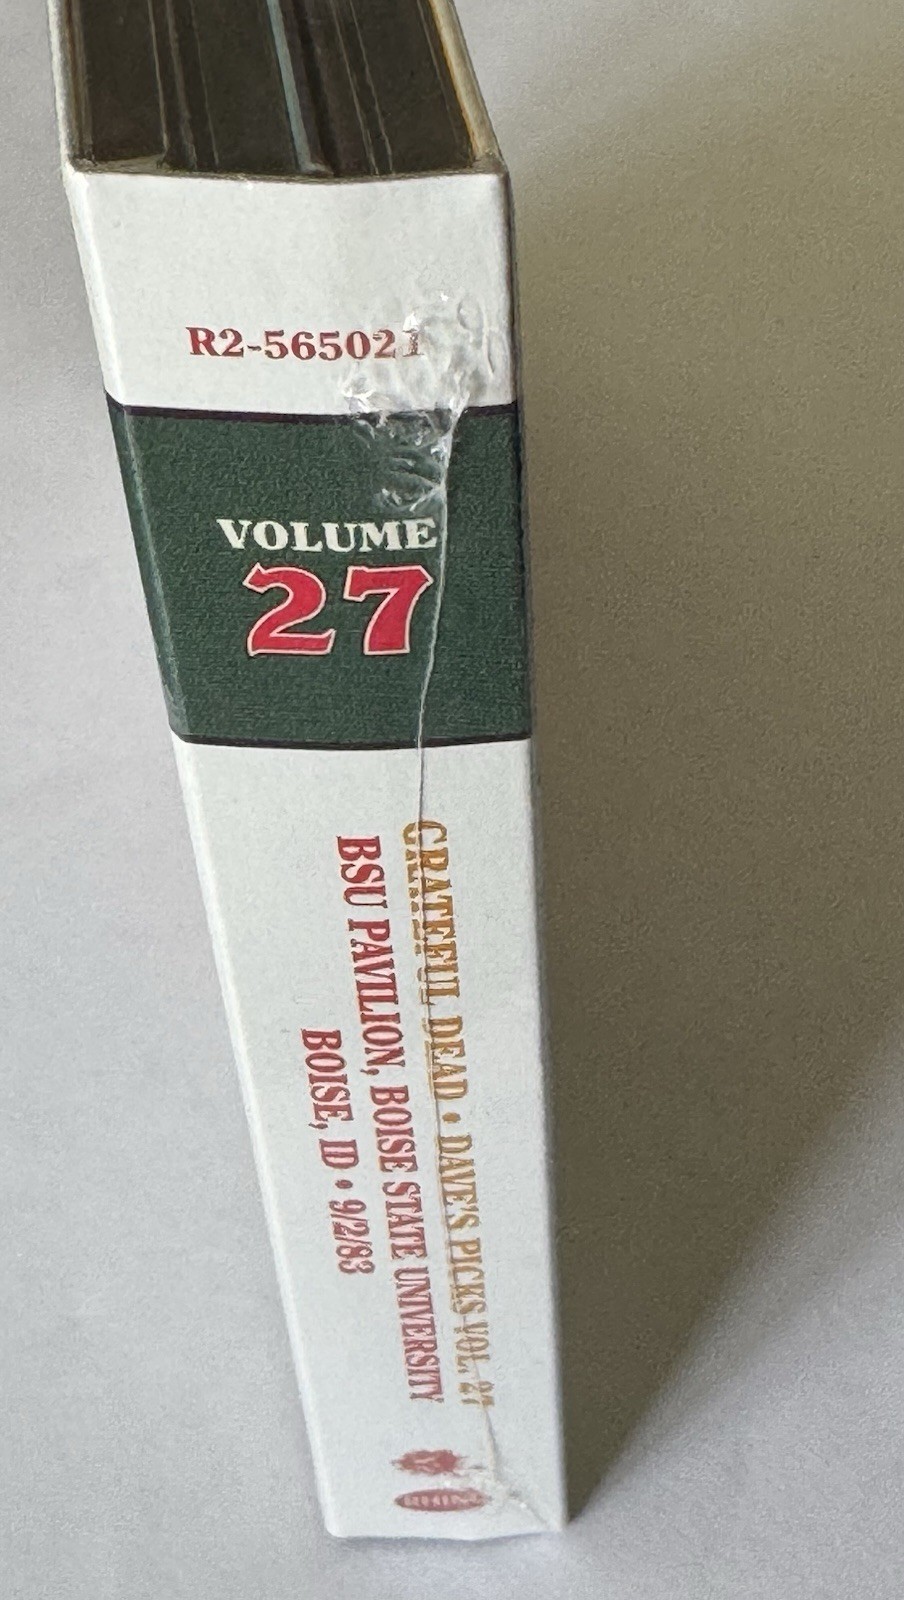 R2-565021
VOLUME
27
GRATEFUL DEAD • DAVE'S PICKS VOL. 27
BSU PAVILION, BOISE STATE UNIVERSITY
BOISE, ID • 9/2/83
RHINO